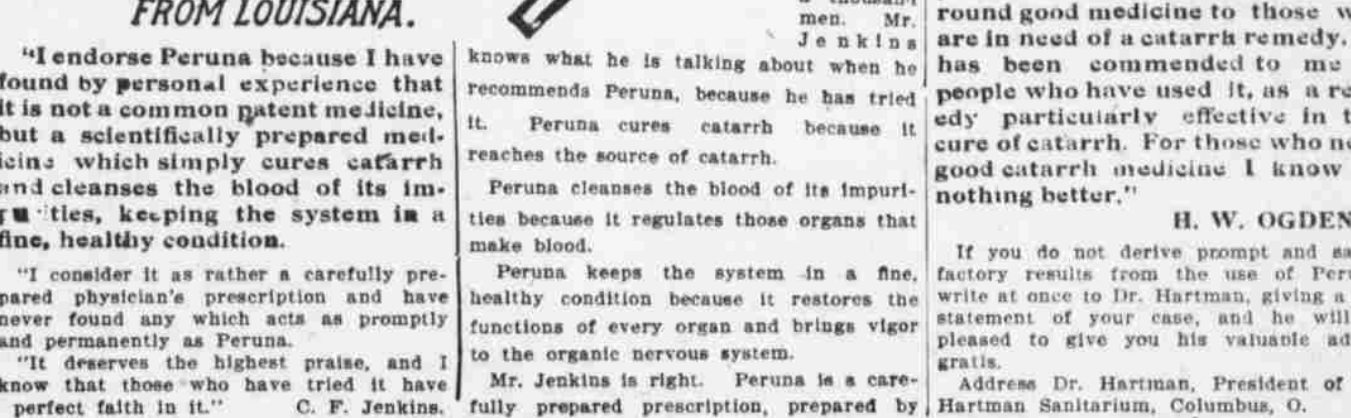 FROM LOUISIANA.
"I endorse Peruna because I have
found by personal experience that
it is not a common patent medicine,
but a scientifically prepared med-
icine which simply cures catarrh
and cleanses the blood of its im-
ties, keeping the system in a
fine, healthy condition.
"I consider it as rather a carefully pre-
pared physician's prescription and have
never found any which acts as promptly
and permanently as Peruna.
"It deserves the highest praise, and I
know that those who have tried it have
perfect faith in it." C. F. Jenkins.
men. Mr.
Jenkins
knows what he is talking about when he
recommends Peruna, because he has tried
it. Peruna cures catarrh because it
reaches the source of catarrh.
Peruna cleanses the blood of its impuri-
ties because it regulates those organs that
make blood.
Peruna keeps the system in a fine,
healthy condition because it restores the
functions of every organ and brings vigor
to the organic nervous system.
Mr. Jenkins is right. Peruna is a care-
fully prepared prescription, prepared by
round good medicine to those w
are in need of a catarrh remedy.
has been commended to me
people who have used it, as a re
edy particularly effective in t
cure of catarrh. For those who ne
good catarrh medicine I know
nothing better."
H. W. OGDEN
If you do not derive prompt and sa
factory results from the use of Peru
write at once to Dr. Hartman, giving a
statement of your case, and he will
pleased to give you his valuable ad
gratis.
Address Dr. Hartman, President of
Hartman Sanitarium, Columbus, O.